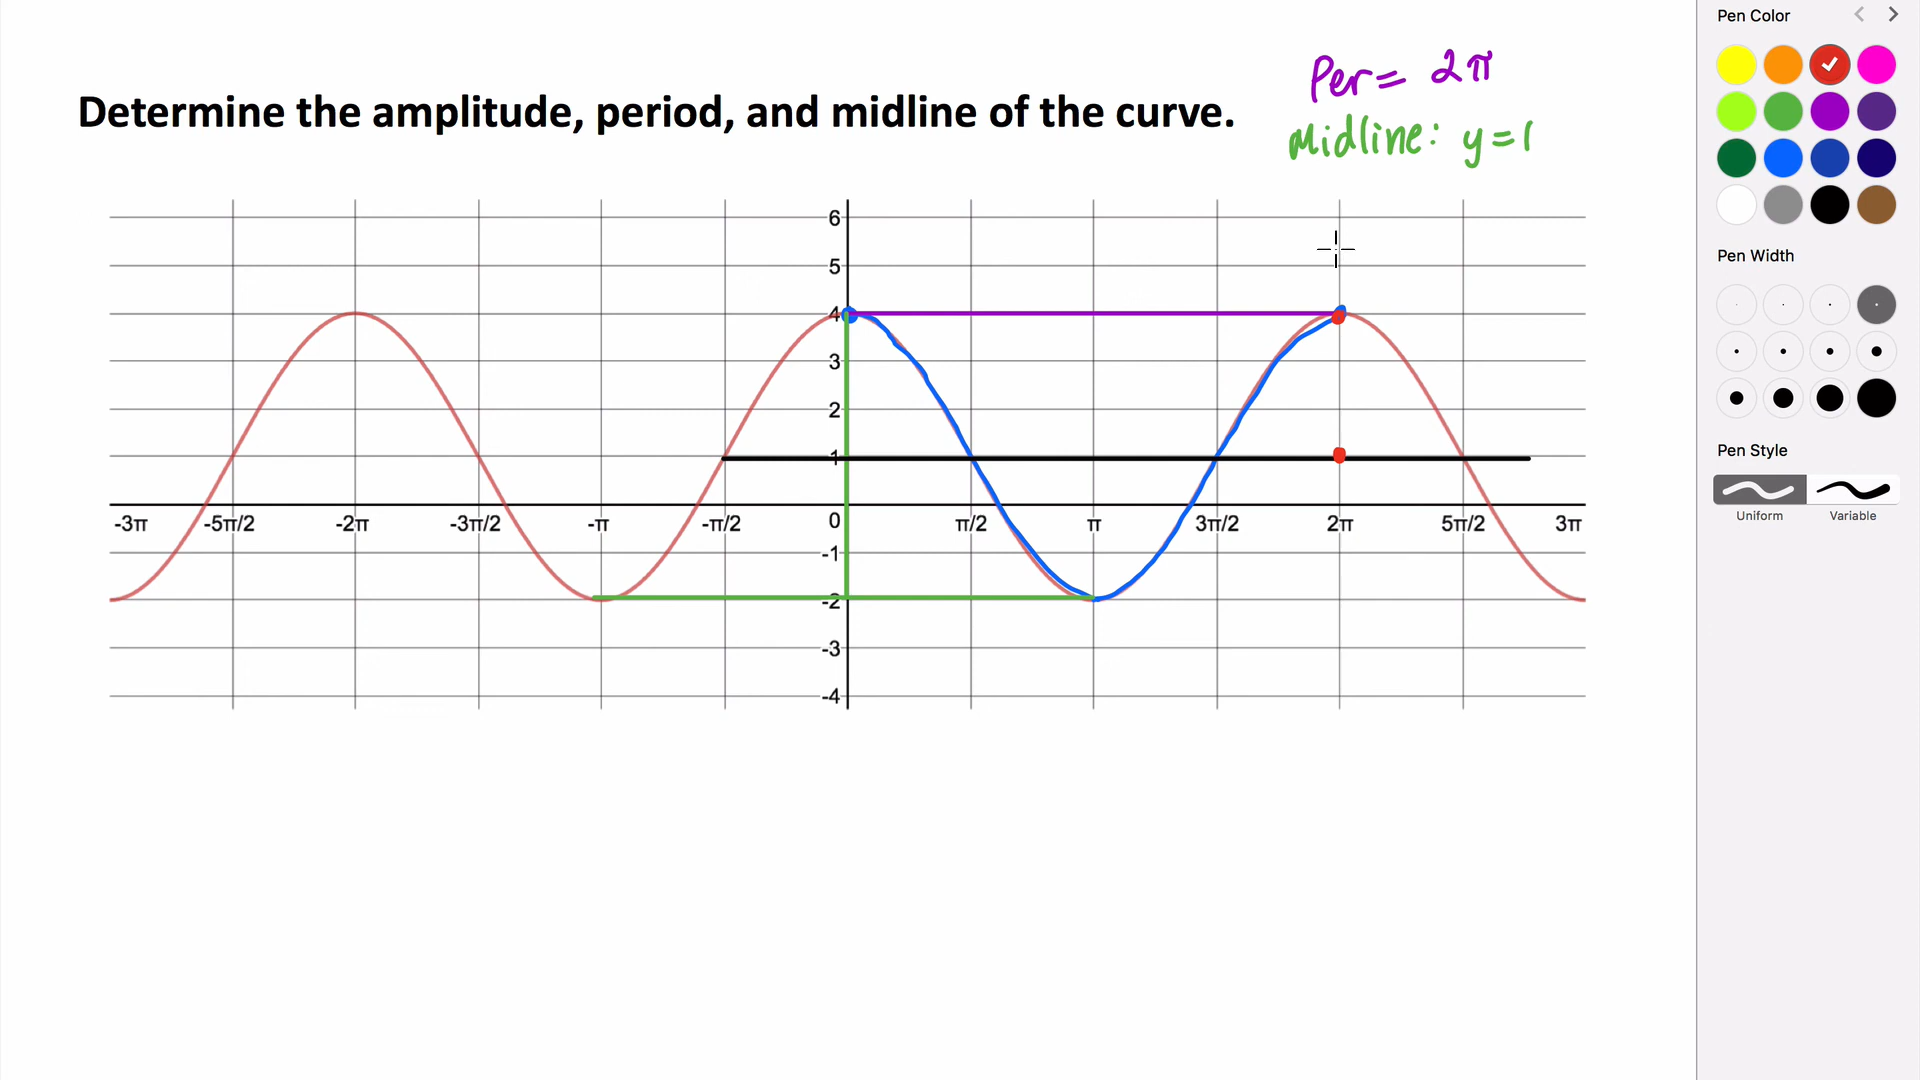 Pen Color
Per = 2π
Determine the amplitude, period, and midline of the curve.
Midline: y=1
6
5
4
3
2
1
-3π -5π/2 -2π -3π/2 -π -π/2 0 π/2 π 3π/2 2π 5π/2 3π
-1
-2
-3
-4
Pen Width
Pen Style
Uniform Variable